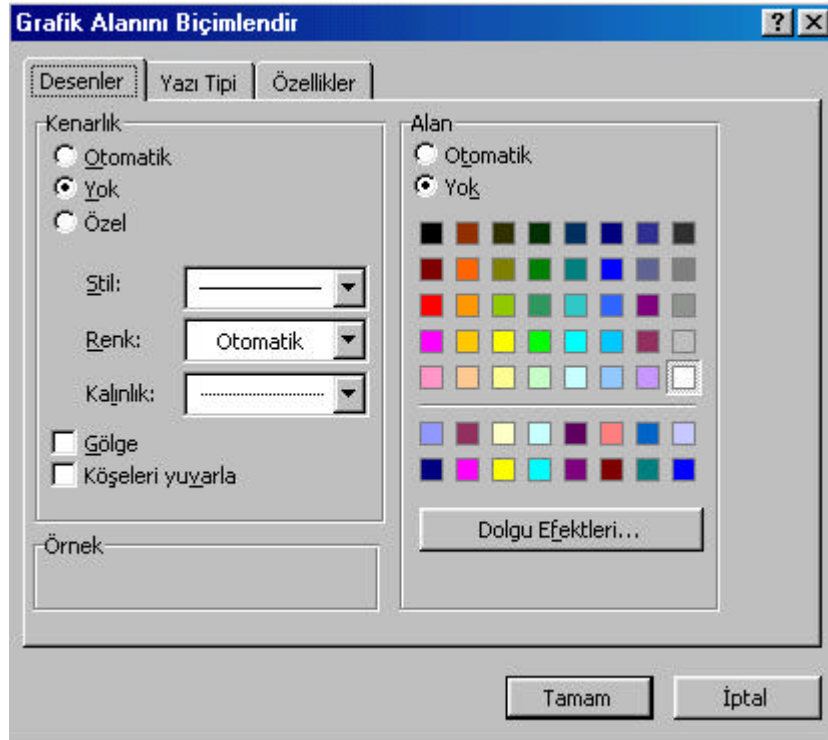 Grafik Alanını Biçimlendir
Desenler
Yazı Tipi
Özellikler
Kenarlık
Otomatik
Yok
Özel
Stil:
Renk:
Otomatik
Kalınlık:
Gölge
Köşeleri yuvarla
Örnek
Alan
Otomatik
Yok
Dolgu Efektleri...
Tamam
İptal